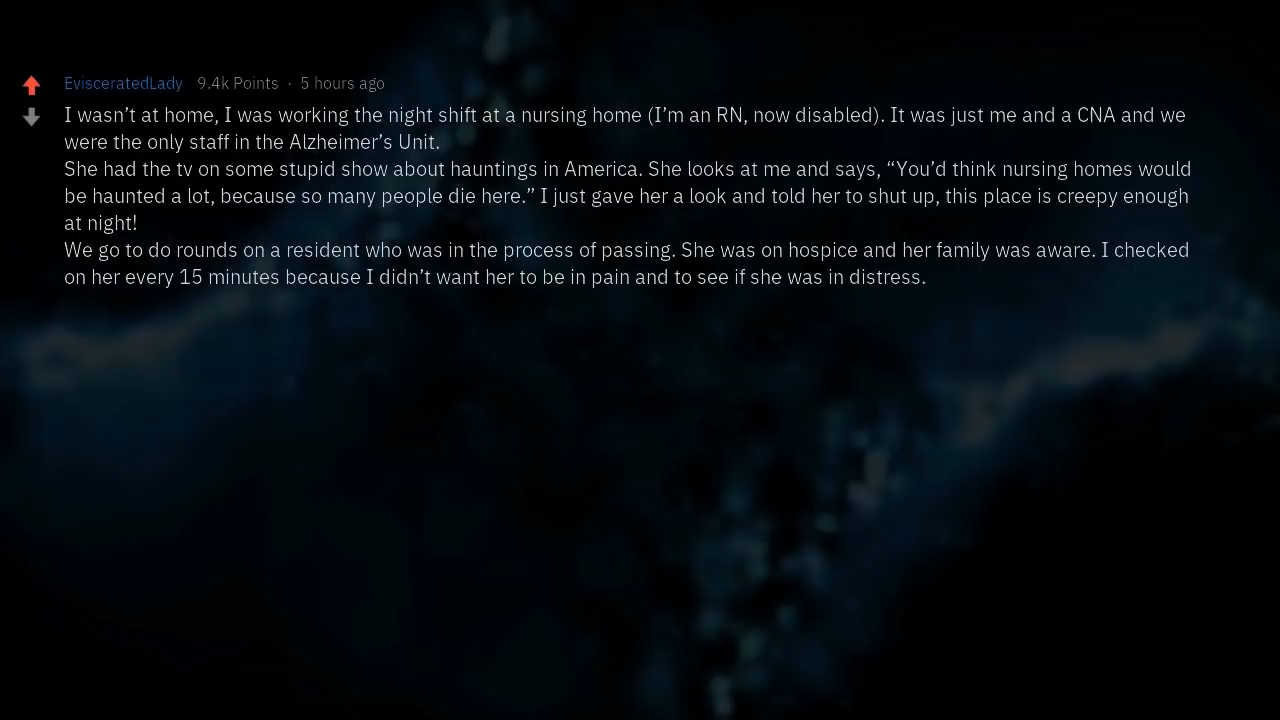 EvisceratedLady 9.4k Points · 5 hours ago
I wasn’t at home, I was working the night shift at a nursing home (I’m an RN, now disabled). It was just me and a CNA and we
were the only staff in the Alzheimer’s Unit.
She had the tv on some stupid show about hauntings in America. She looks at me and says, “You’d think nursing homes would
be haunted a lot, because so many people die here.” I just gave her a look and told her to shut up, this place is creepy enough
at night!
We go to do rounds on a resident who was in the process of passing. She was on hospice and her family was aware. I checked
on her every 15 minutes because I didn’t want her to be in pain and to see if she was in distress.